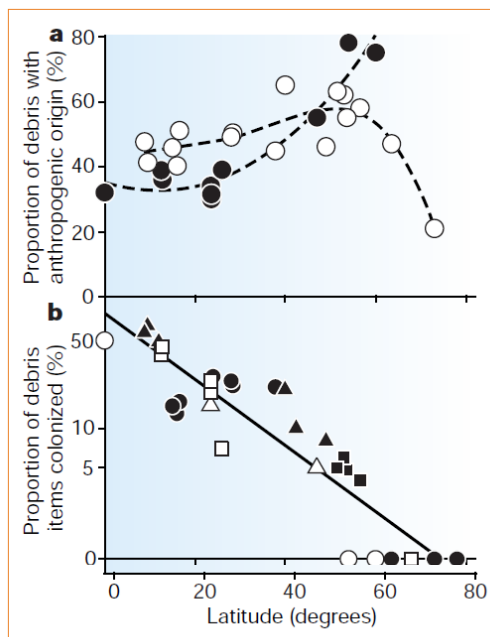 a
Proportion of debris with
anthropogenic origin (%)
80
60
40
20
0
b
Proportion of debris
items colonized (%)
50
10
5
0
0 20 40 60 80
Latitude (degrees)